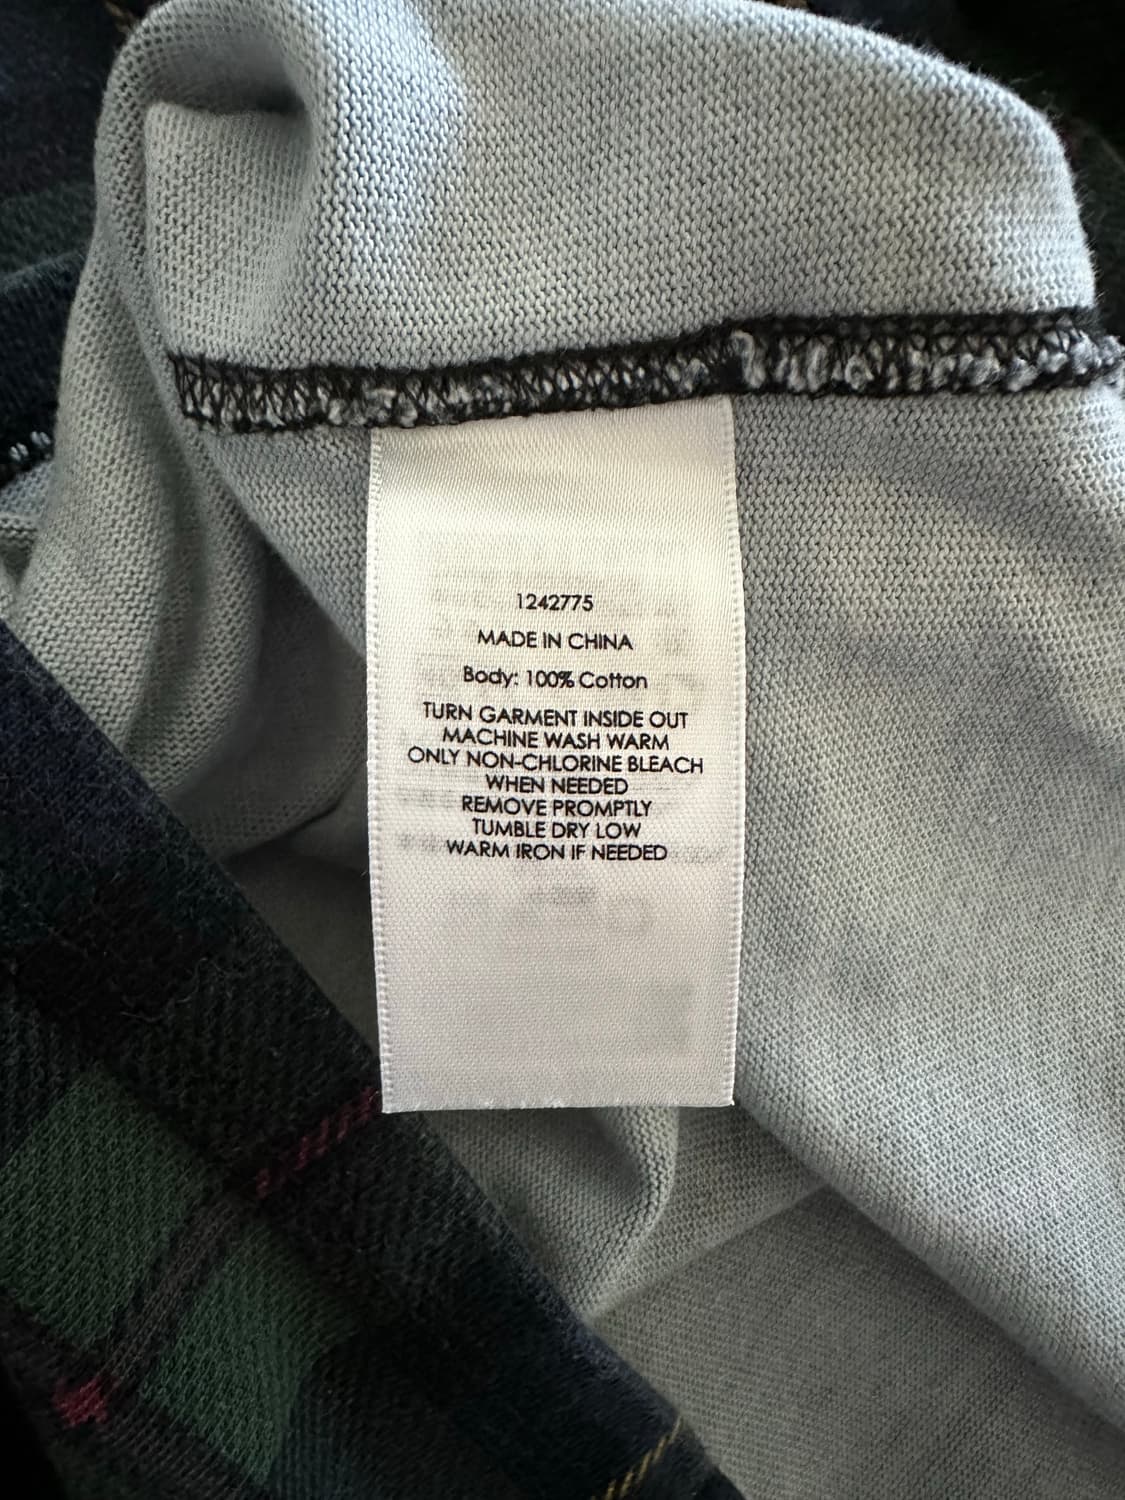 1242775
MADE IN CHINA
Body: 100% Cotton
TURN GARMENT INSIDE OUT
MACHINE WASH WARM
ONLY NON-CHLORINE BLEACH
WHEN NEEDED
REMOVE PROMPTLY
TUMBLE DRY LOW
WARM IRON IF NEEDED